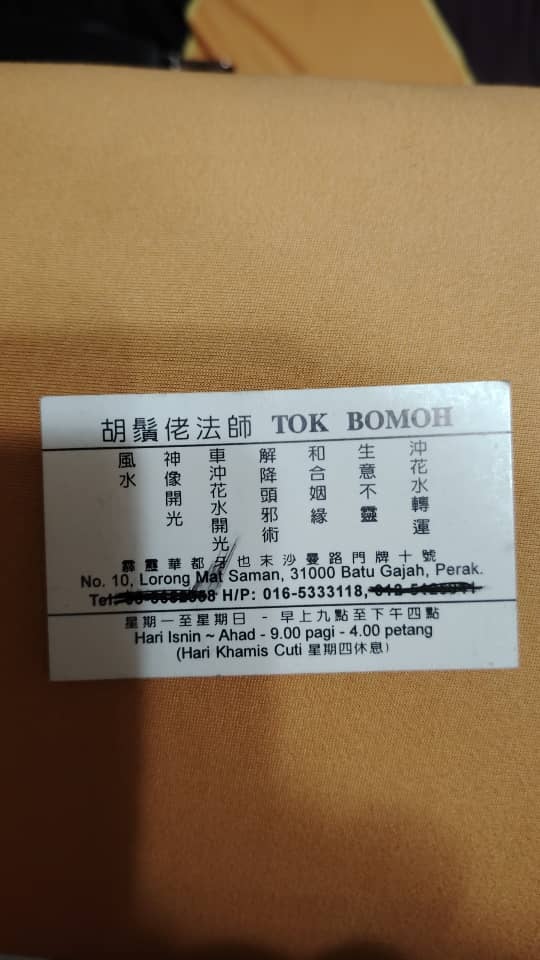 胡鬚佬法師 TOK BOMOH
沖花水轉運
生意不靈
和合姻緣
解降頭邪術
車沖花水開光
神像開光
風水
霹靂華都牙也末沙曼路門牌十號
No. 10, Lorong Mat Saman, 31000 Batu Gajah, Perak.
Tel: H/P: 016-5333118,
星期一至星期日 - 早上九點至下午四點
Hari Isnin ~ Ahad - 9.00 pagi - 4.00 petang
(Hari Khamis Cuti 星期四休息)